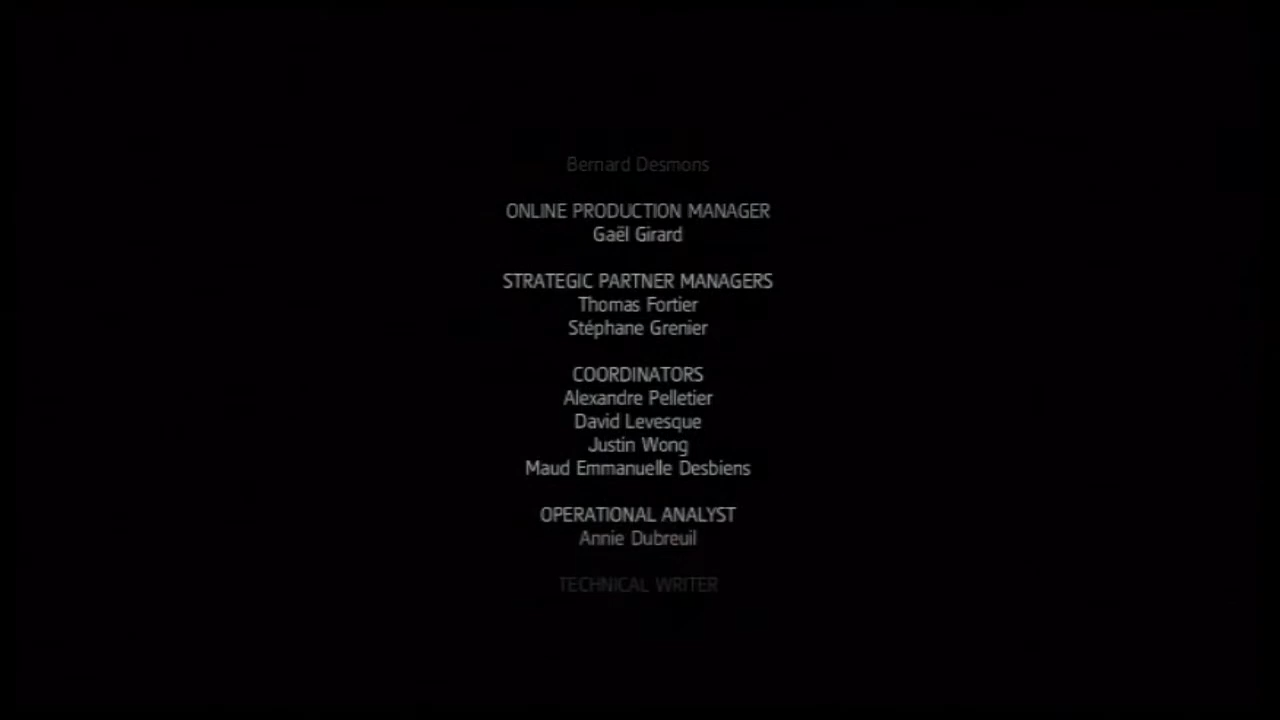 Bernard Desmons
ONLINE PRODUCTION MANAGER
Gaël Girard
STRATEGIC PARTNER MANAGERS
Thomas Fortier
Stéphane Grenier
COORDINATORS
Alexandre Pelletier
David Levesque
Justin Wong
Maud Emmanuelle Desbiens
OPERATIONAL ANALYST
Annie Dubreuil
TECHNICAL WRITER